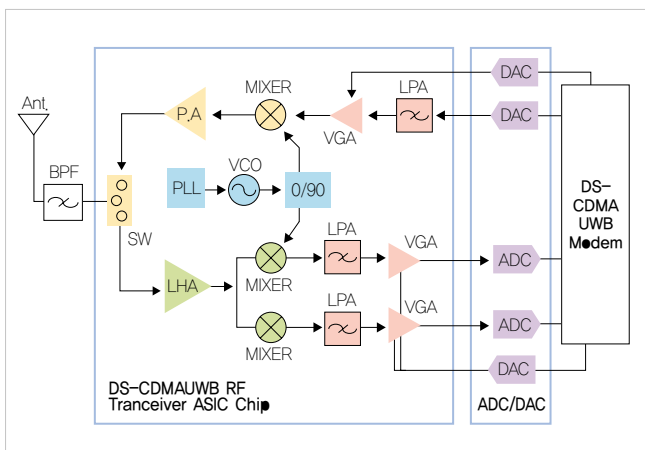 DAC
MIXER
LPA
Ant.
P.A
DAC
VGA
BPF
VCO
PLL
0/90
DS-
CDMA
UWB
Modem
SW
LPA
VGA
LHA
MIXER
ADC
LPA
VGA
ADC
MIXER
DAC
DS-CDMAUWB RF
Tranceiver ASIC Chip
ADC/DAC